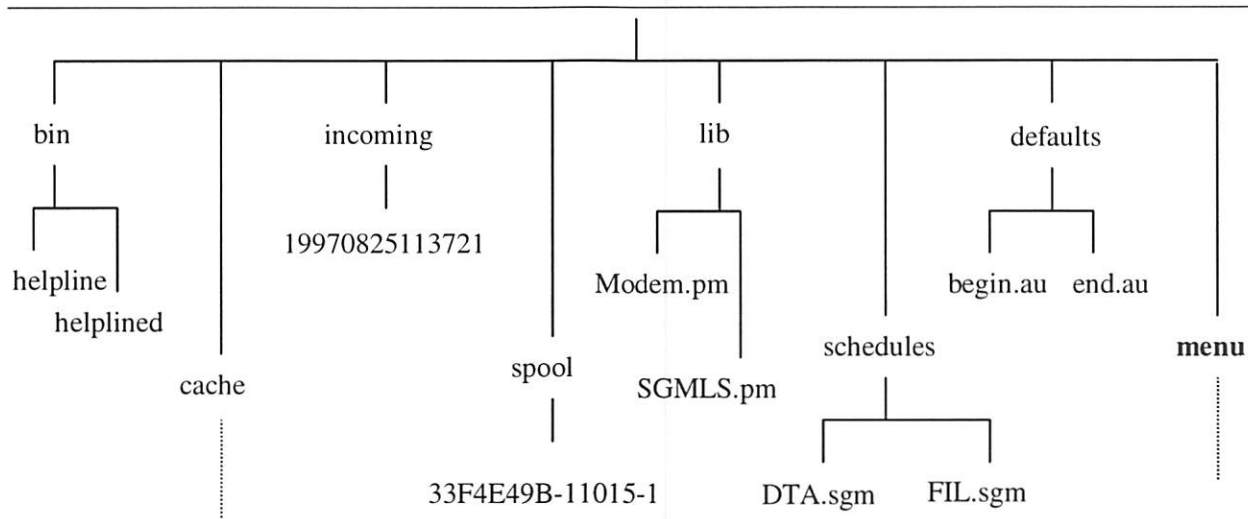 bin
incoming
lib
defaults
19970825113721
helpline
Modem.pm
begin.au
end.au
helplined
schedules
menu
spool
cache
SGMLS.pm
33F4E49B-11015-1
DTA.sgm
FIL.sgm